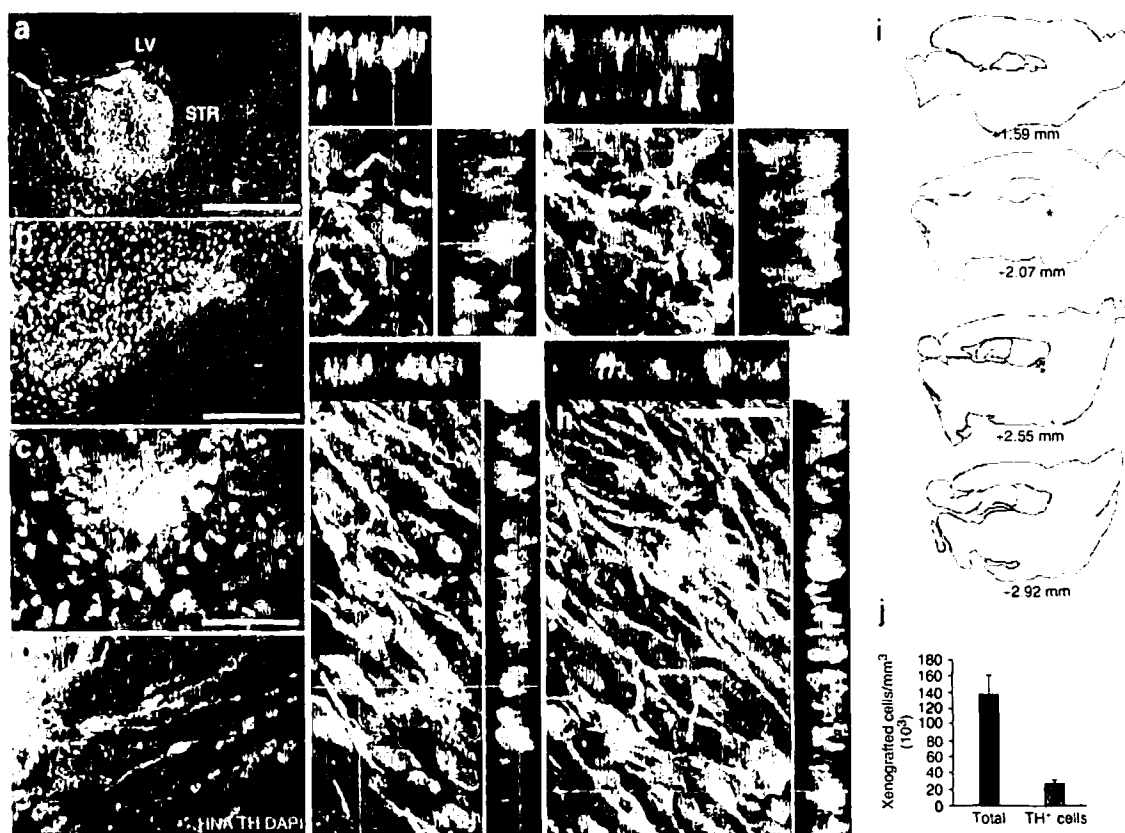 a
LV
STR
b
c
HNA TH DAPI
e
h
i
+1.59 mm
*
+2.07 mm
+2.55 mm
+2.92 mm
j
Xenografted cells/mm³
(10³)
180
160
140
120
100
80
60
40
20
0
Total
TH⁺ cells